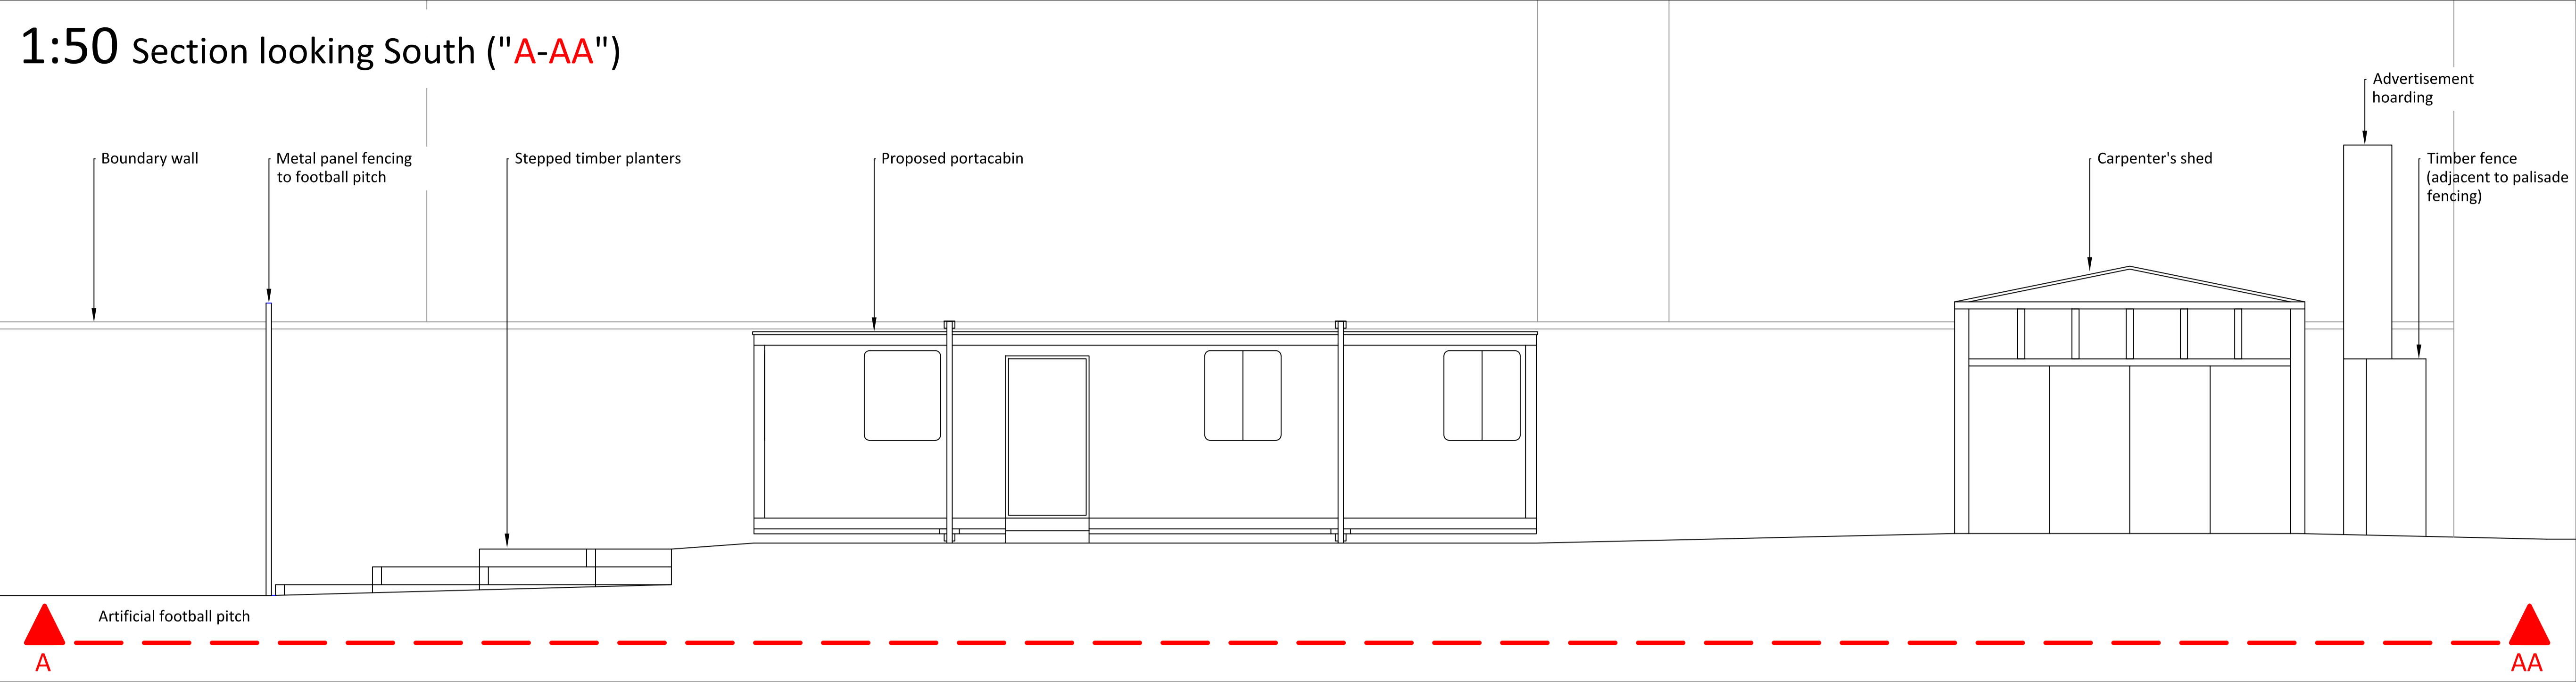 1:50 Section looking South ("A-AA")
Advertisement
hoarding
Boundary wall
Metal panel fencing
to football pitch
Stepped timber planters
Proposed portacabin
Carpenter's shed
Timber fence
(adjacent to palisade
fencing)
Artificial football pitch
A
AA